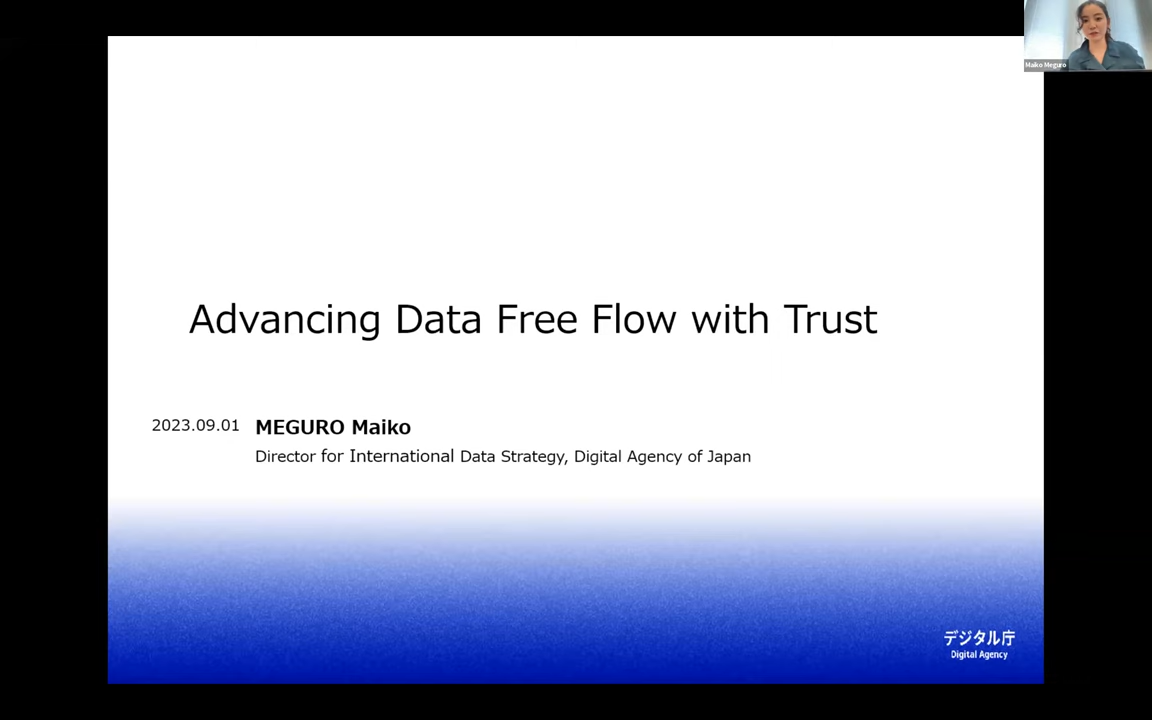 Maiko Meguro
Advancing Data Free Flow with Trust
2023.09.01 MEGURO Maiko
Director for International Data Strategy, Digital Agency of Japan
デジタル庁
Digital Agency